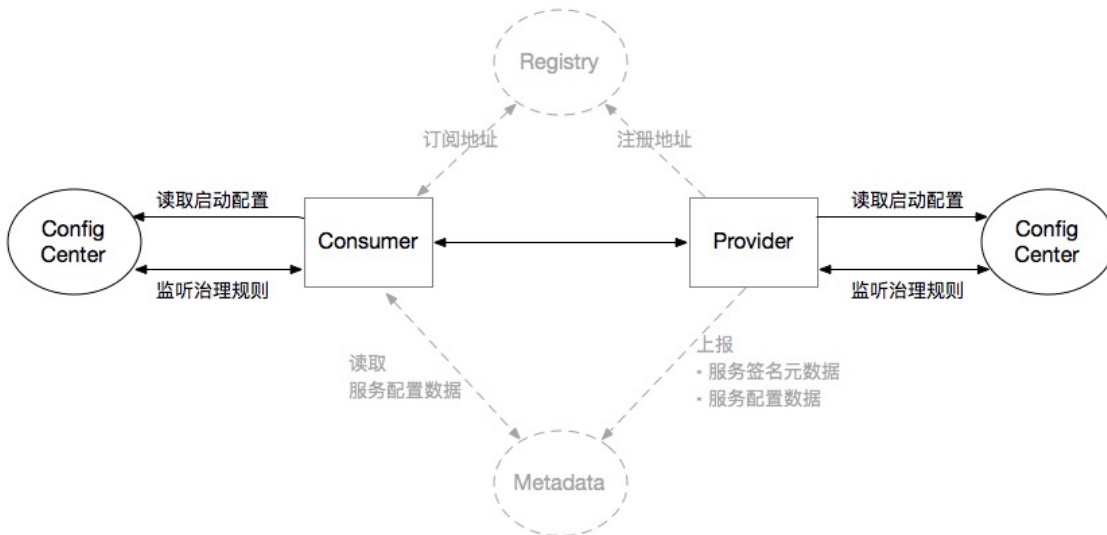 Registry
订阅地址
注册地址
读取启动配置
读取启动配置
Config
Center
Consumer
Provider
Config
Center
监听治理规则
监听治理规则
读取
服务配置数据
上报
- 服务签名元数据
- 服务配置数据
Metadata